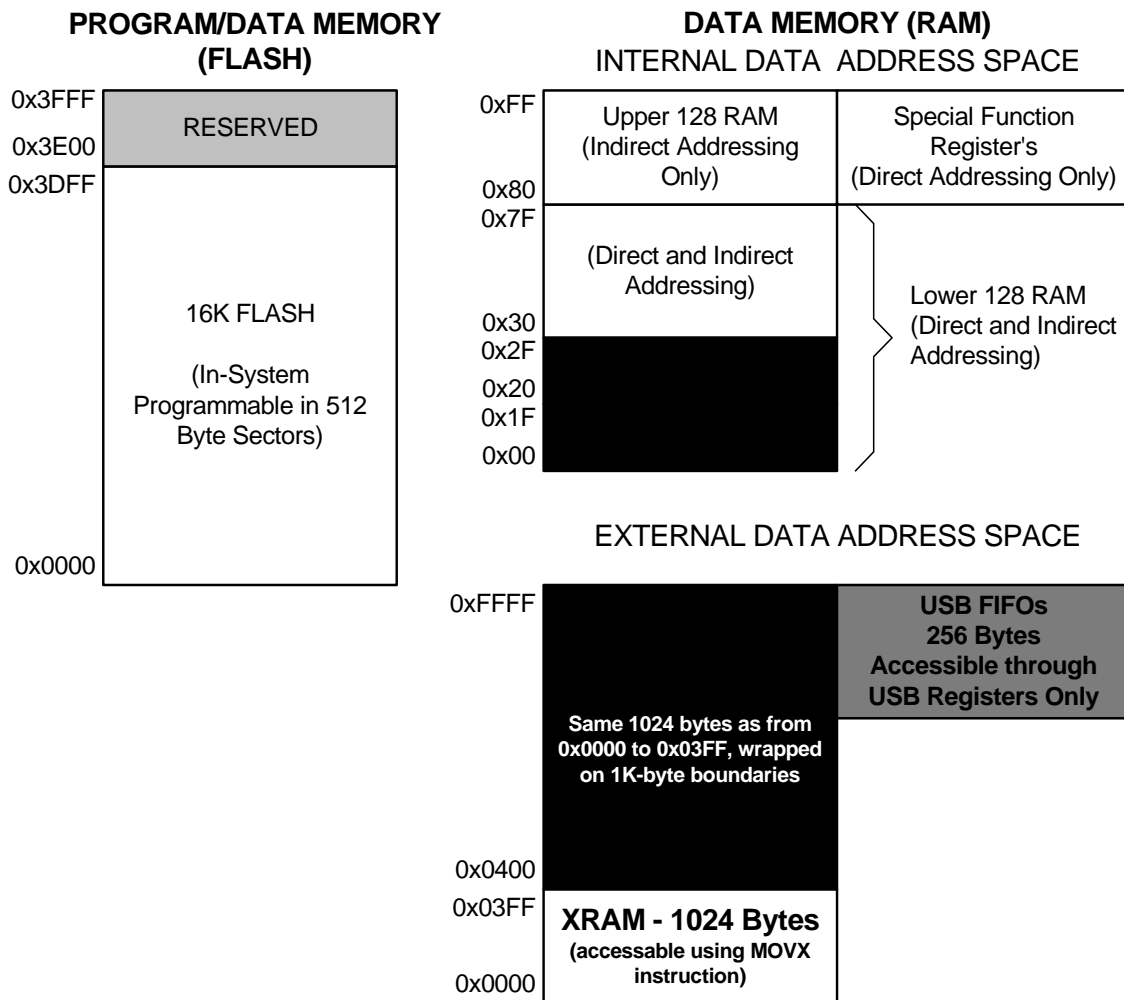 PROGRAM/DATA MEMORY
(FLASH)
0x3FFF
RESERVED
0x3E00
0x3DFF
16K FLASH
(In-System
Programmable in 512
Byte Sectors)
0x0000
DATA MEMORY (RAM)
INTERNAL DATA ADDRESS SPACE
0xFF
Upper 128 RAM
(Indirect Addressing
Only)
0x80
Special Function
Register's
(Direct Addressing Only)
0x7F
(Direct and Indirect
Addressing)
0x30
0x2F
0x20
0x1F
0x00
Lower 128 RAM
(Direct and Indirect
Addressing)
EXTERNAL DATA ADDRESS SPACE
0xFFFF
Same 1024 bytes as from
0x0000 to 0x03FF, wrapped
on 1K-byte boundaries
0x0400
USB FIFOs
256 Bytes
Accessible through
USB Registers Only
0x03FF
XRAM - 1024 Bytes
(accessable using MOVX
instruction)
0x0000